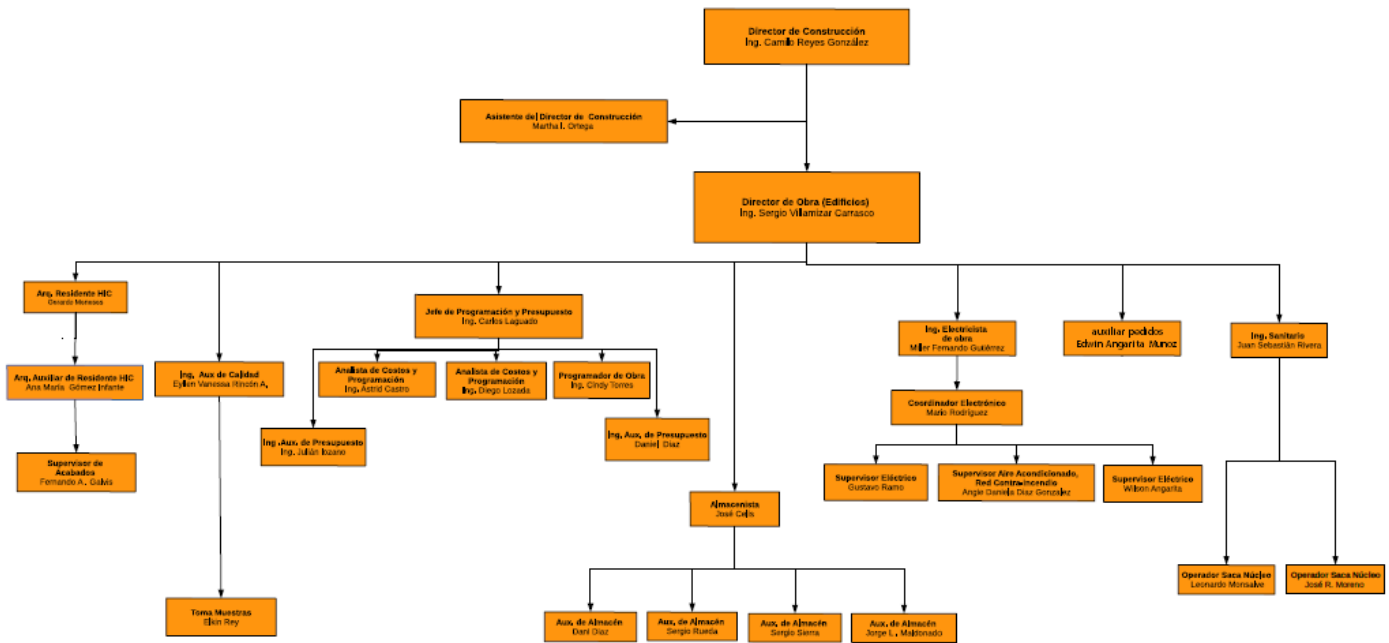 Director de Construcción
Ing. Camilo Reyes González
Asistente del Director de Construcción
Martha I. Ortega
Director de Obra (Edificios)
Ing. Sergio Villamizar Carrasco
Arq. Residente HIC
Gerardo Meneses
Arq. Auxiliar de Residente HIC
Ana María Gómez Infante
Supervisor de
Acabados
Fernando A. Galvis
Ing. Aux de Calidad
Eylien Vanessa Rincón A.
Toma Muestras
Elkin Rey
Jefe de Programación y Presupuesto
Ing. Carlos Laguado
Ing .Aux. de Presupuesto
Ing. Julián lozano
Analista de Costos y
Programación
Ing. Astrid Castro
Analista de Costos y
Programación
Ing. Diego Lozada
Programador de Obra
Ing. Cindy Torres
Ing. Aux. de Presupuesto
Daniel Diaz
Almacenista
José Celis
Aux. de Almacén
Dani Diaz
Aux. de Almacén
Sergio Rueda
Aux. de Almacén
Sergio Sierra
Aux. de Almacén
Jorge L. Maldonado
Ing. Electricista
de obra
Miller Fernando Gutiérrez
Coordinador Electrónico
Mario Rodríguez
Supervisor Eléctrico
Gustavo Ramo
Supervisor Aire Acondicionado,
Red Contra-incendio
Angie Daniela Diaz González
Supervisor Eléctrico
Wilson Angarita
auxiliar pedidos
Edwin Angarita Munoz
Ing. Sanitario
Juan Sebastián Rivera
Operador Saca Núcleo
Leonardo Monsalve
Operador Saca Núcleo
José R. Moreno